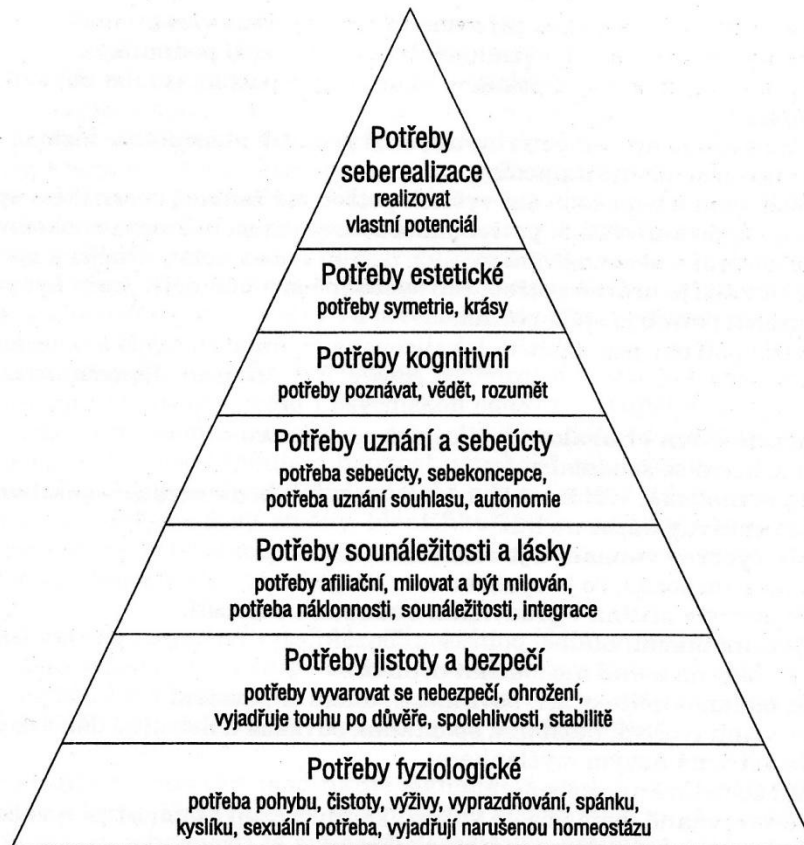 Potřeby
seberealizace
realizovat
vlastní potenciál
Potřeby estetické
potřeby symetrie, krásy
Potřeby kognitivní
potřeby poznávat, vědět, rozumět
Potřeby uznání a sebeúcty
potřeba sebeúcty, sebekoncepce,
potřeba uznání souhlasu, autonomie
Potřeby sounáležitosti a lásky
potřeby afiliační, milovat a být milován,
potřeba náklonnosti, sounáležitosti, integrace
Potřeby jistoty a bezpečí
potřeby vyvarovat se nebezpečí, ohrožení,
vyjadřuje touhu po důvěře, spolehlivosti, stabilitě
Potřeby fyziologické
potřeba pohybu, čistoty, výživy, vyprazdňování, spánku,
kyslíku, sexuální potřeba, vyjadřují narušenou homeostázu